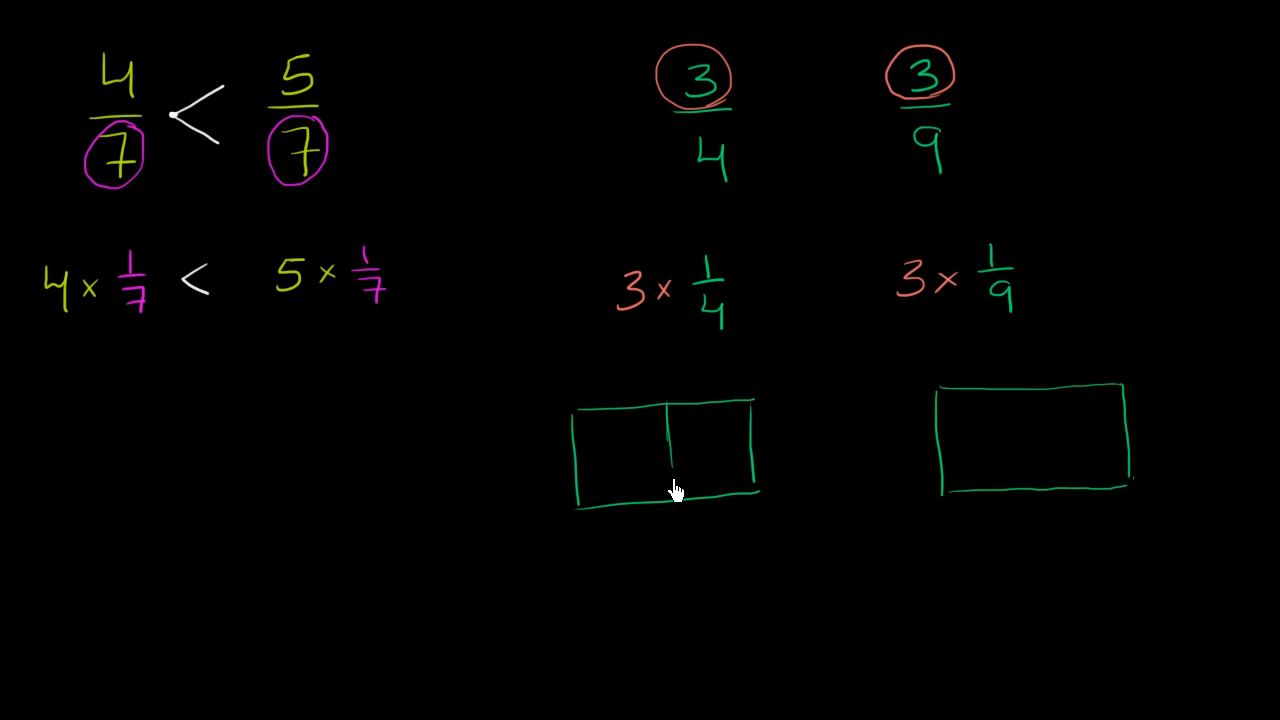 4/7 < 5/7
3/4 3/9
4 × 1/7 < 5 × 1/7
3 × 1/4 3 × 1/9